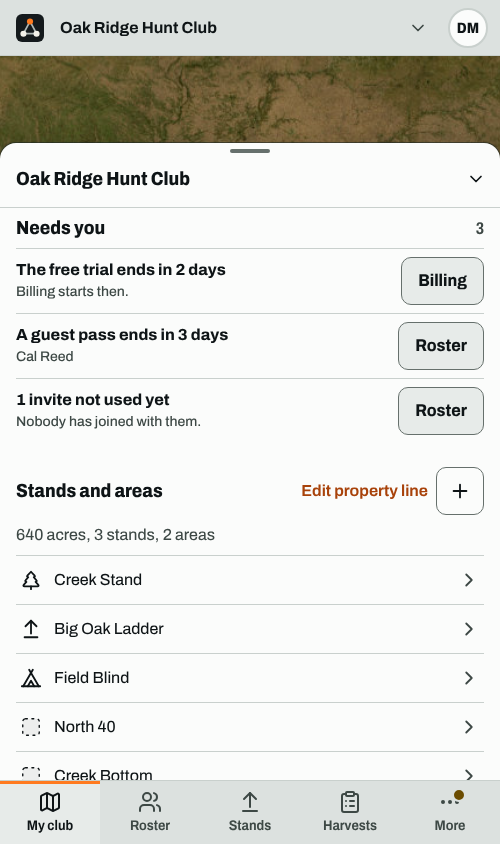 Oak Ridge Hunt Club
DM
Oak Ridge Hunt Club
Needs you
3
The free trial ends in 2 days
Billing starts then.
Billing
A guest pass ends in 3 days
Cal Reed
Roster
1 invite not used yet
Nobody has joined with them.
Roster
Stands and areas
Edit property line
640 acres, 3 stands, 2 areas
Creek Stand
Big Oak Ladder
Field Blind
North 40
Creek Bottom
My club
Roster
Stands
Harvests
More